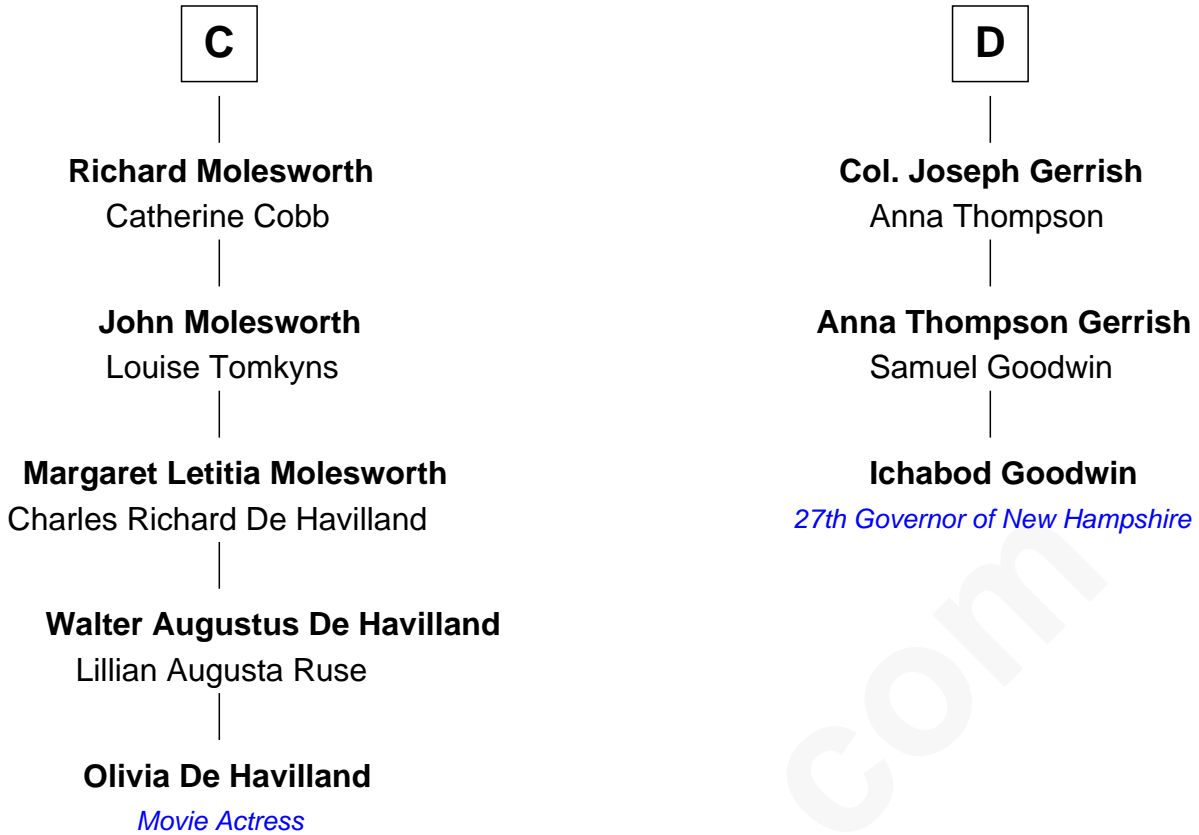 C
Richard Molesworth
Catherine Cobb
John Molesworth
Louise Tomkyns
Margaret Letitia Molesworth
Charles Richard De Havilland
Walter Augustus De Havilland
Lillian Augusta Ruse
Olivia De Havilland
Movie Actress
D
Col. Joseph Gerrish
Anna Thompson
Anna Thompson Gerrish
Samuel Goodwin
Ichabod Goodwin
27th Governor of New Hampshire
com